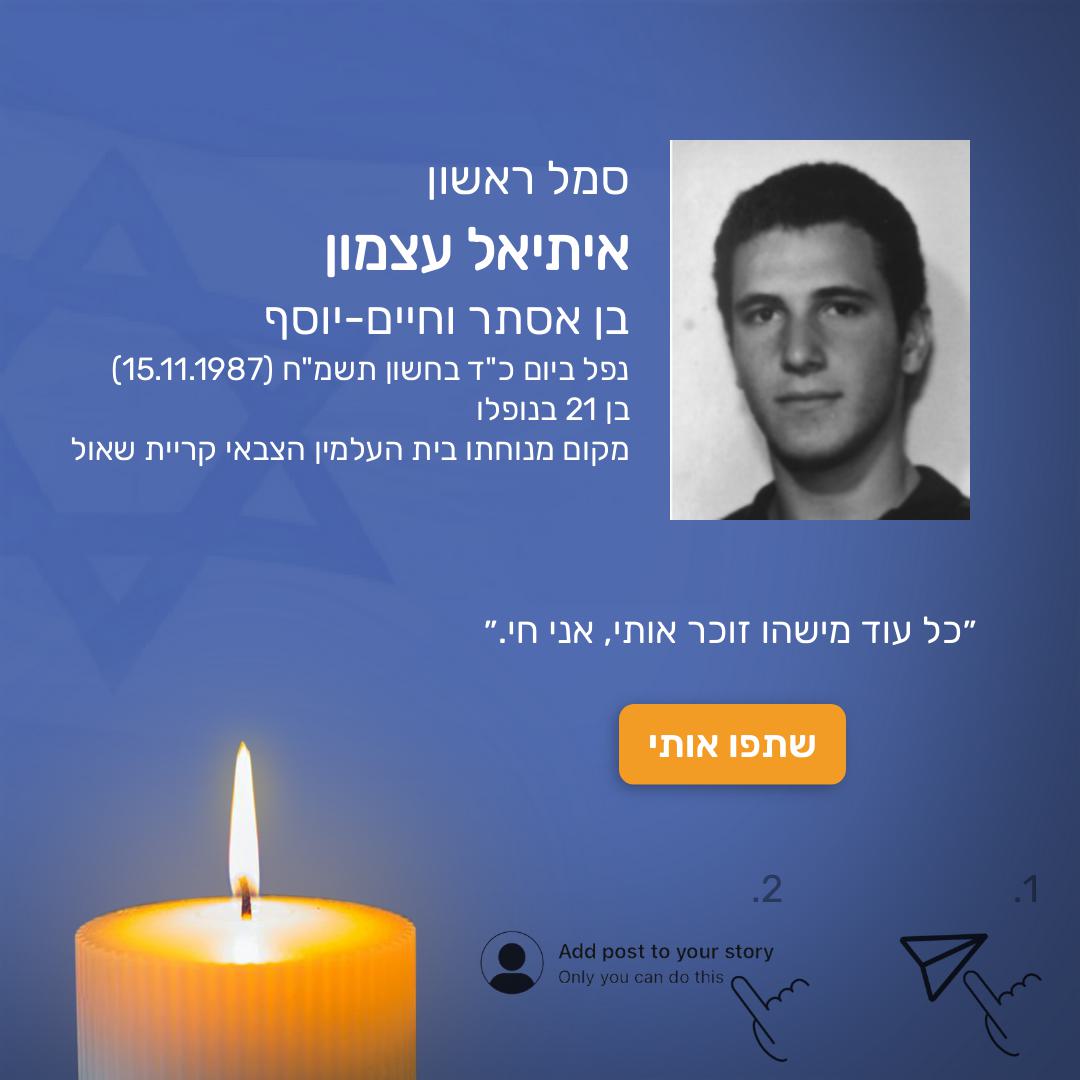 סמל ראשון
איתיאל עצמון
בן אסתר וחיים-יוסף
נפל ביום כ"ד בחשון תשמ"ח (15.11.1987)
בן 21 בנופלו
מקום מנוחתו בית העלמין הצבאי קריית שאול
״כל עוד מישהו זוכר אותי, אני חי.״
שתפו אותי
1.
2.
Add post to your story
Only you can do this